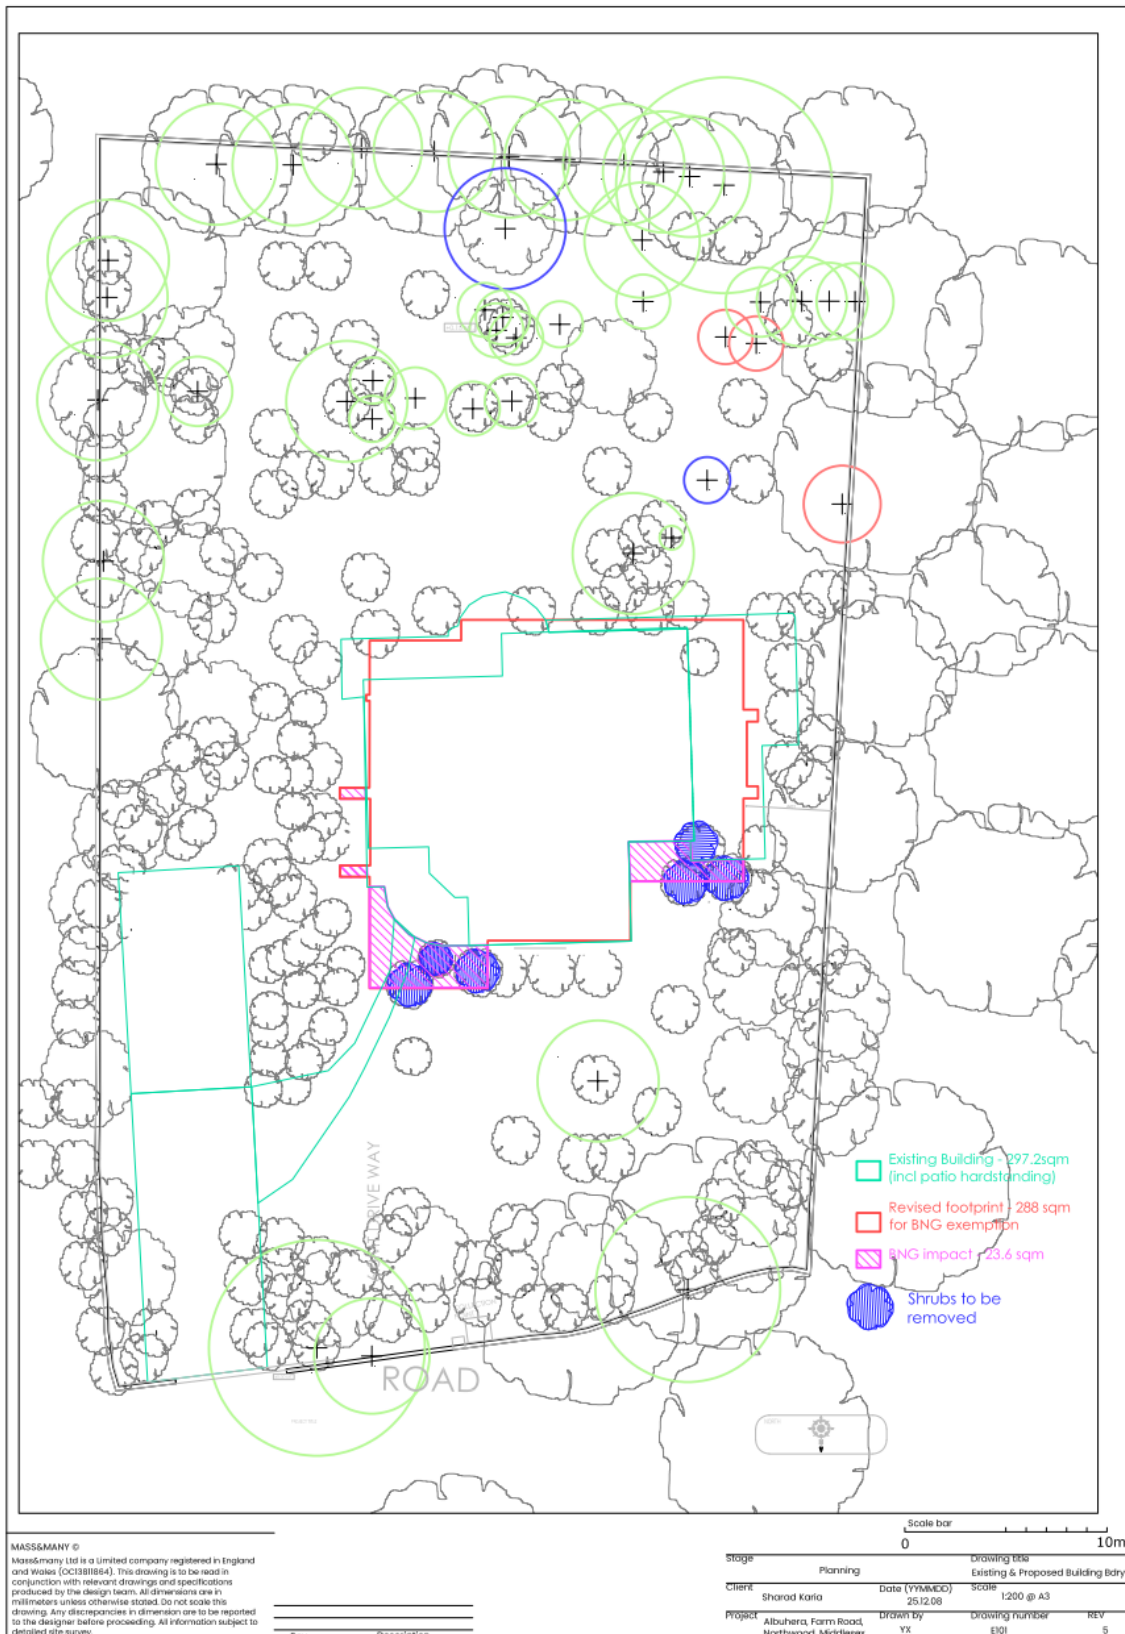 DRIVEWAY
ROAD
Existing Building - 297.2sqm
(incl patio hardstanding)
Revised footprint - 288 sqm
for BNG exemption
BNG impact - 23.6 sqm
Shrubs to be
removed
Scale bar
0 10m
MASS&MANY ©
Mass&many Ltd is a Limited company registered in England
and Wales (OC13811864). This drawing is to be read in
conjunction with relevant drawings and specifications
produced by the design team. All dimensions are in
millimeters unless otherwise stated. Do not scale this
drawing. Any discrepancies in dimension are to be reported
to the designer before proceeding. All information subject to
detailed site survey.
Description
Stage
Planning
Drawing title
Existing & Proposed Building Bdry
Client
Sharad Karia
Date (YYMMDD)
25.12.08
Scale
1:200 @ A3
Project
Albuhera, Farm Road,
Northwood, Middlesex
Drawn by
YX
Drawing number
E101
REV
5